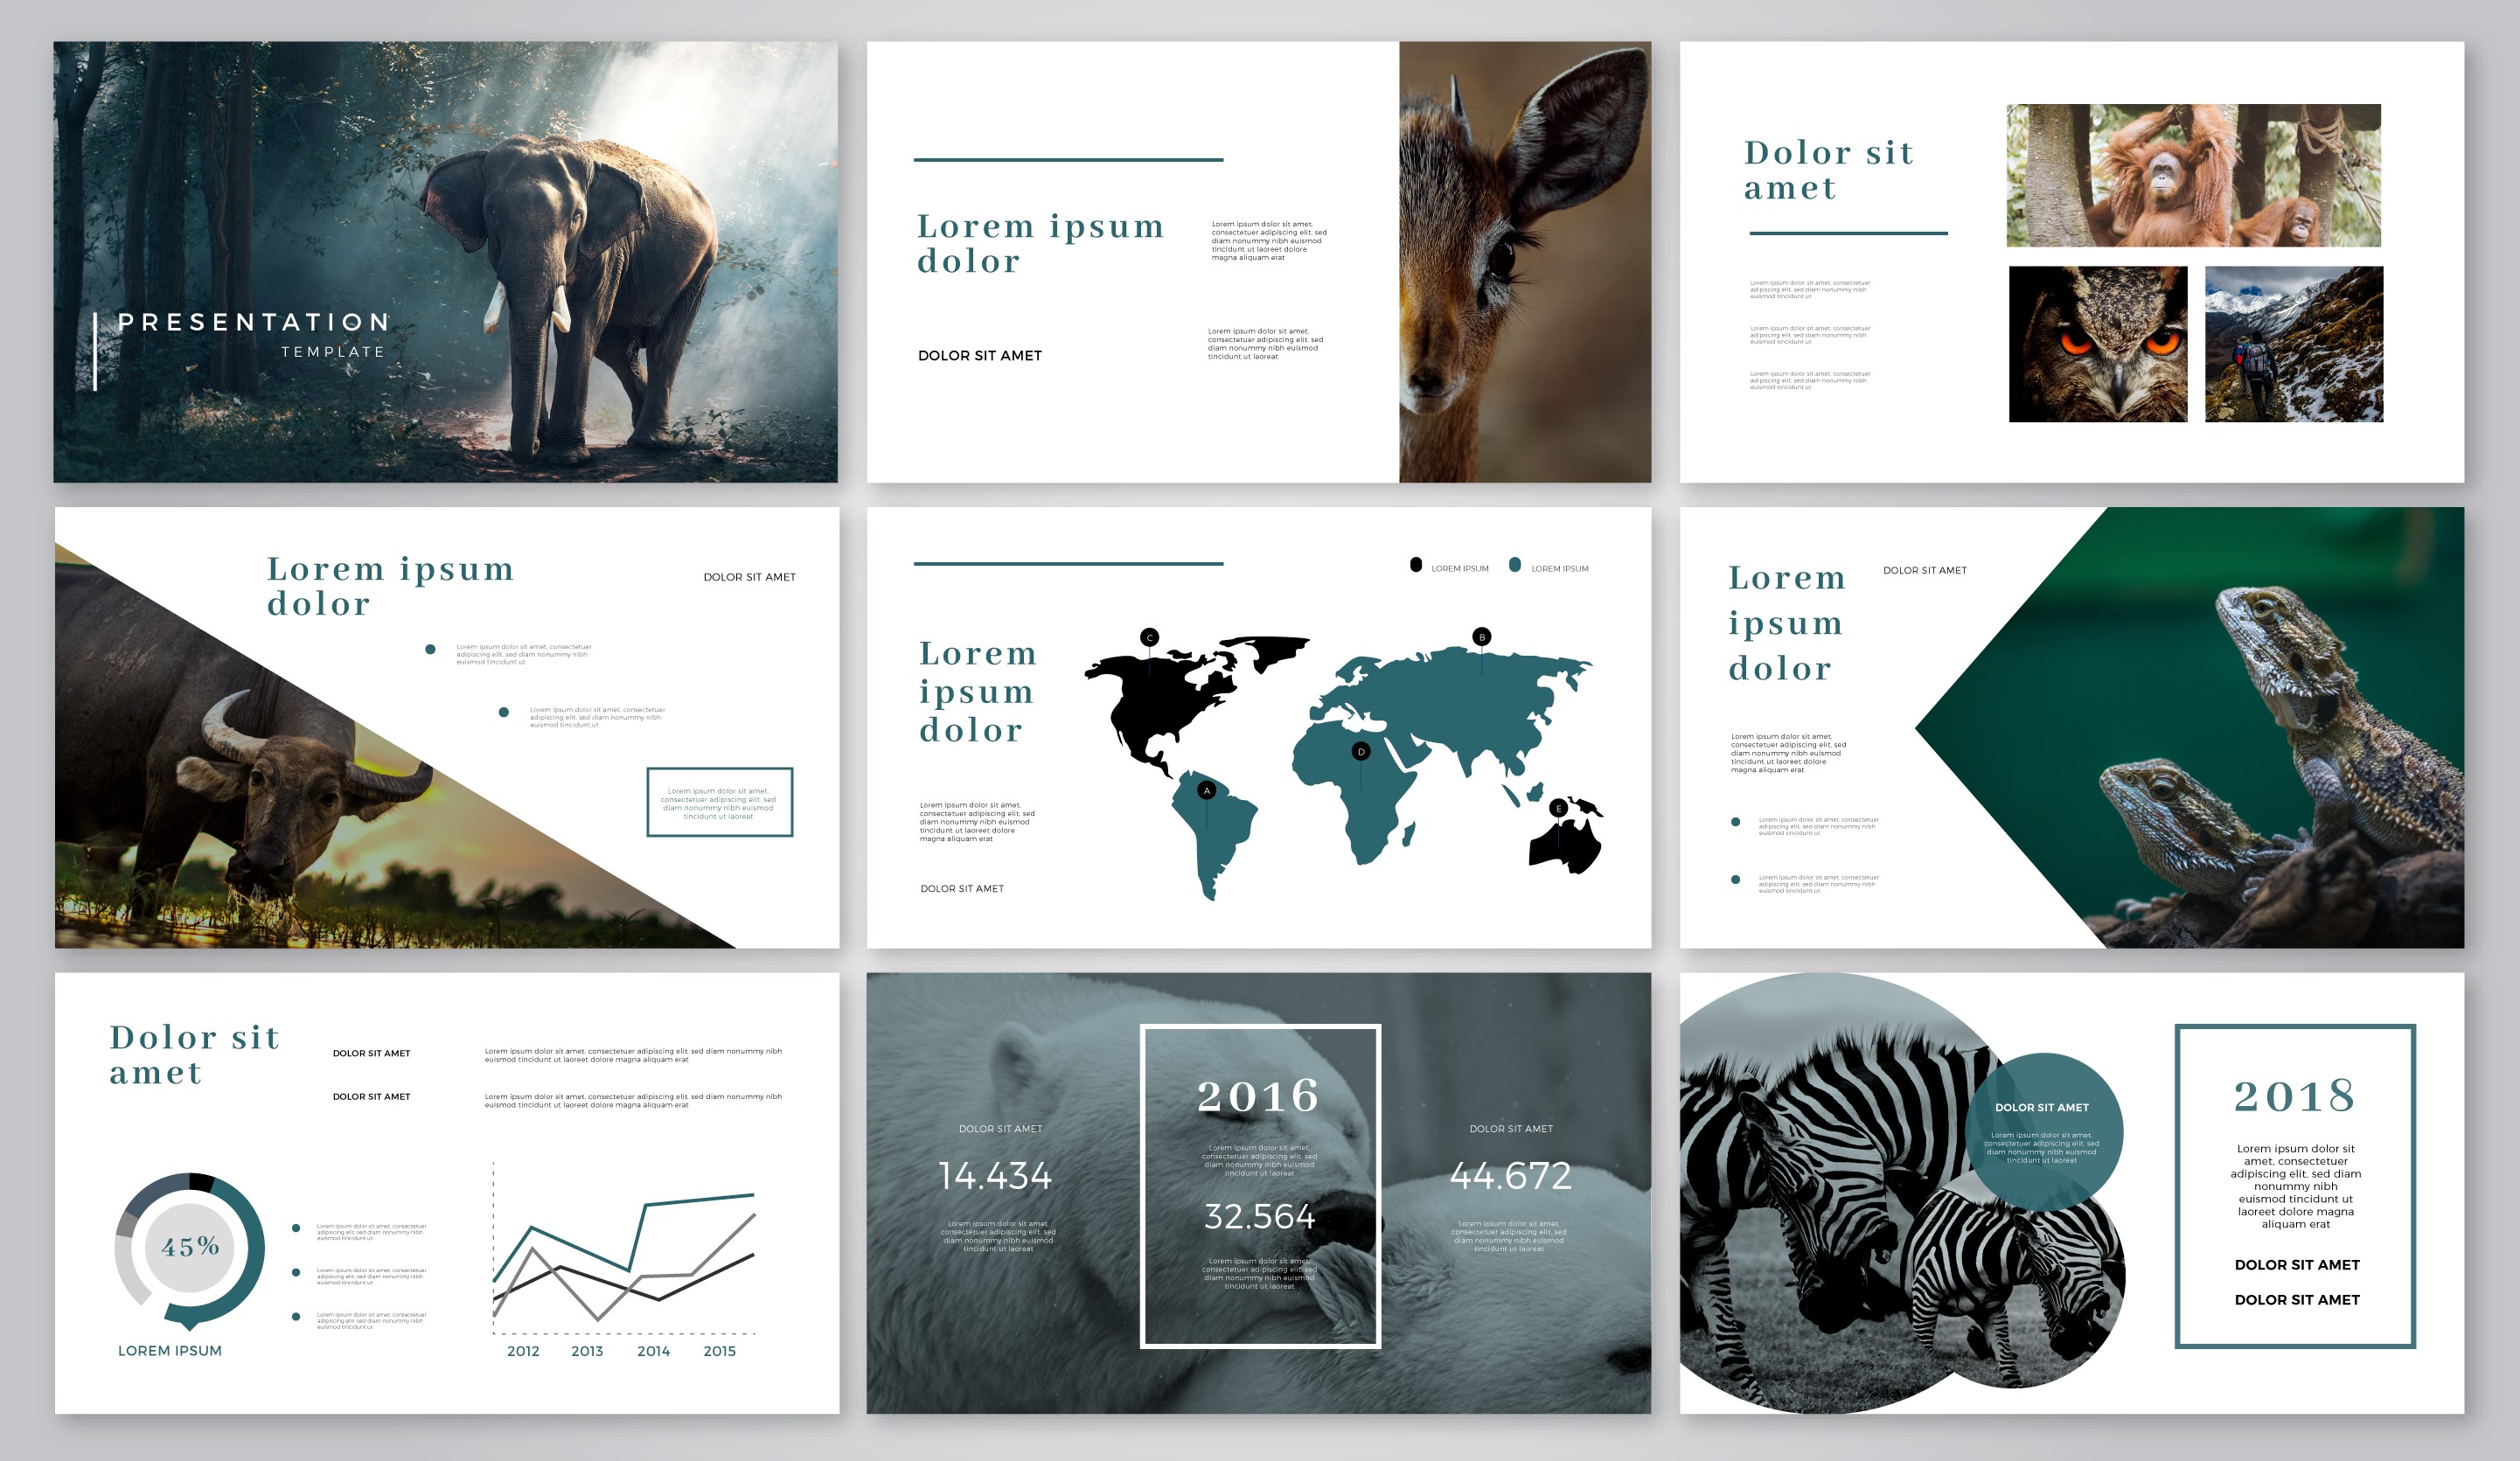 PRESENTATION
TEMPLATE
Lorem ipsum
dolor
Lorem ipsum dolor sit amet,
consectetuer adipiscing elit, sed
diam nonummy nibh euismod
tincidunt ut laoreet dolore
magna aliquam erat
DOLOR SIT AMET
Lorem ipsum dolor sit amet,
consectetuer adipiscing elit, sed
diam nonummy nibh euismod
tincidunt ut laoreat
Dolor sit
amet
Lorem ipsum dolor sit amet, consectetuer
adipiscing elit, sed diam nonummy nibh
euismod tincidunt ut
Lorem ipsum dolor sit amet, consectetuer
adipiscing elit, sed diam nonummy nibh
euismod tincidunt ut
Lorem ipsum dolor sit amet, consectetuer
adipiscing elit, sed diam nonummy nibh
euismod tincidunt ut
Lorem ipsum
dolor
DOLOR SIT AMET
Lorem ipsum dolor sit amet, consectetuer
adipiscing elit, sed diam nonummy nibh
euismod tincidunt ut
Lorem ipsum dolor sit amet, consectetuer
adipiscing elit, sed diam nonummy nibh
euismod tincidunt ut
Lorem ipsum dolor sit amet,
consectetuer adipiscing elit, sed
diam nonummy nibh euismod
tincidunt ut laoreat
LOREM IPSUM
LOREM IPSUM
Lorem
ipsum
dolor
C
B
D
A
E
Lorem ipsum dolor sit amet,
consectetuer adipiscing elit, sed
diam nonummy nibh euismod
tincidunt ut laoreet dolore
magna aliquam erat
DOLOR SIT AMET
Lorem
ipsum
dolor
DOLOR SIT AMET
Lorem ipsum dolor sit amet,
consectetuer adipiscing elit, sed
diam nonummy nibh euismod
tincidunt ut laoreet dolore
magna aliquam erat
Lorem ipsum dolor sit amet, consectetuer
adipiscing elit, sed diam nonummy nibh
euismod tincidunt ut
Lorem ipsum dolor sit amet, consectetuer
adipiscing elit, sed diam nonummy nibh
euismod tincidunt ut
Dolor sit
amet
DOLOR SIT AMET
Lorem ipsum dolor sit amet, consectetuer adipiscing elit, sed diam nonummy nibh
euismod tincidunt ut laoreet dolore magna aliquam erat
DOLOR SIT AMET
Lorem ipsum dolor sit amet, consectetuer adipiscing elit, sed diam nonummy nibh
euismod tincidunt ut laoreet dolore magna aliquam erat
45%
LOREM IPSUM
Lorem ipsum dolor sit amet, consectetuer
adipiscing elit, sed diam nonummy nibh
euismod tincidunt ut
Lorem ipsum dolor sit amet, consectetuer
adipiscing elit, sed diam nonummy nibh
euismod tincidunt ut
Lorem ipsum dolor sit amet, consectetuer
adipiscing elit, sed diam nonummy nibh
euismod tincidunt ut
2012 2013 2014 2015
DOLOR SIT AMET
14.434
Lorem ipsum dolor sit amet,
consectetuer adipiscing elit, sed
diam nonummy nibh euismod
tincidunt ut laoreat
2016
Lorem ipsum dolor sit amet,
consectetuer adipiscing elit, sed
diam nonummy nibh euismod
tincidunt ut laoreat
32.564
Lorem ipsum dolor sit amet,
consectetuer adipiscing elit, sed
diam nonummy nibh euismod
tincidunt ut laoreat
DOLOR SIT AMET
44.672
Lorem ipsum dolor sit amet,
consectetuer adipiscing elit, sed
diam nonummy nibh euismod
tincidunt ut laoreat
DOLOR SIT AMET
Lorem ipsum dolor sit amet,
consectetuer adipiscing elit, sed
diam nonummy nibh euismod
tincidunt ut laoreat
2018
Lorem ipsum dolor sit
amet, consectetuer
adipiscing elit, sed diam
nonummy nibh
euismod tincidunt ut
laoreet dolore magna
aliquam erat
DOLOR SIT AMET
DOLOR SIT AMET